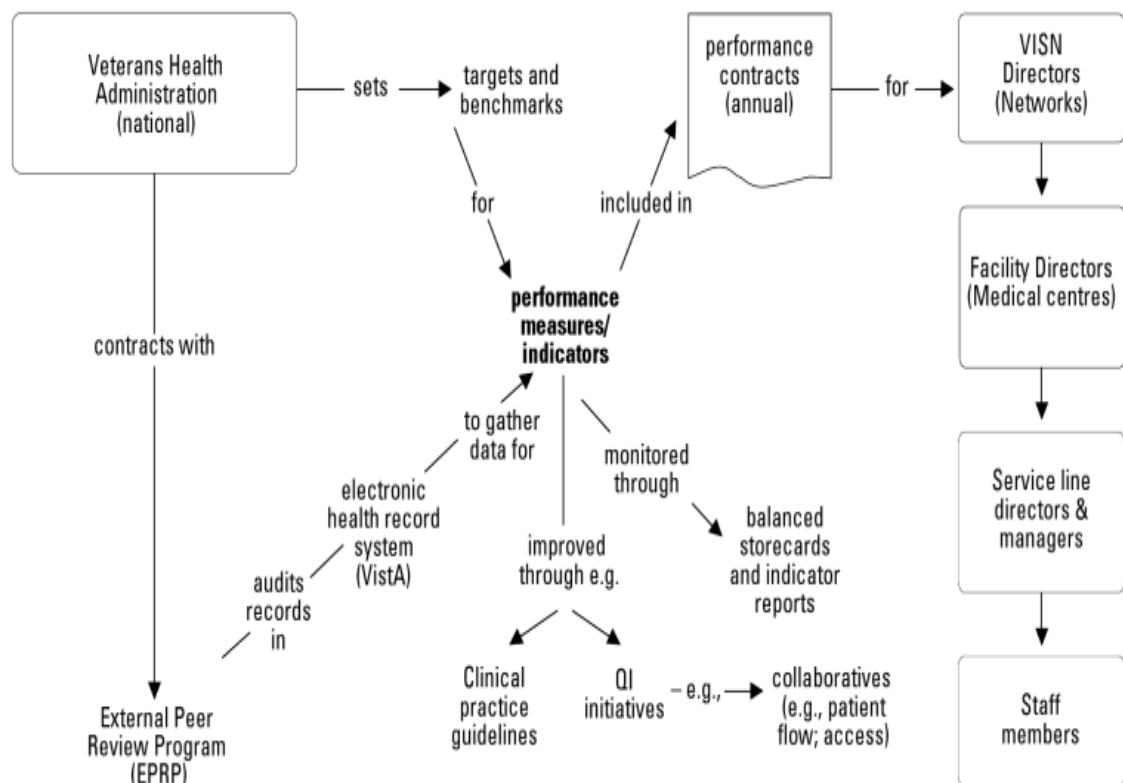 Veterans Health
Administration
(national)
sets
targets and
benchmarks
performance
contracts
(annual)
for
VISN
Directors
(Networks)
for
included in
Facility Directors
(Medical centres)
performance
measures/
indicators
contracts with
to gather
data for
monitored
through
Service line
directors &
managers
electronic
health record
system
(VistA)
balanced
storecards
and indicator
reports
improved
through e.g.
audits
records
in
Clinical
practice
guidelines
QI
initiatives
– e.g.,
collaboratives
(e.g., patient
flow; access)
Staff
members
External Peer
Review Program
(EPRP)